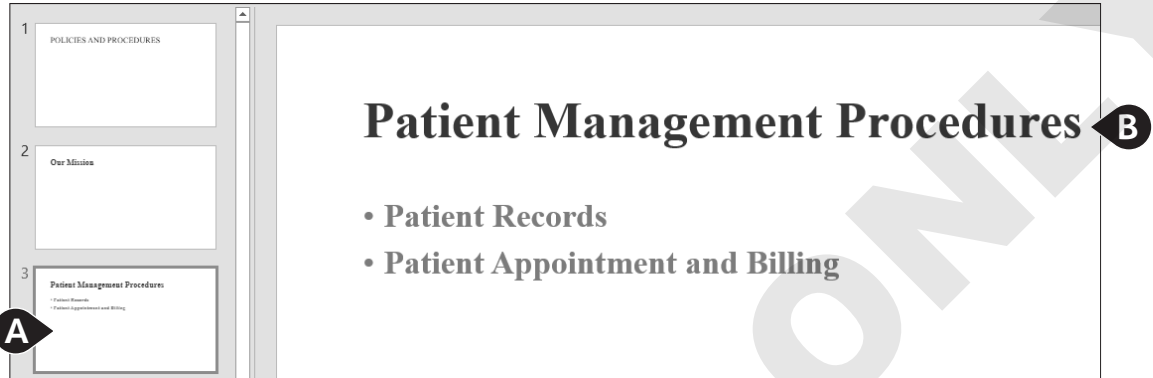 1
POLICIES AND PROCEDURES
2
Our Mission
3
Patient Management Procedures
• Patient Records
• Patient Appointment and Billing
A
Patient Management Procedures
B
• Patient Records
• Patient Appointment and Billing
ONLY